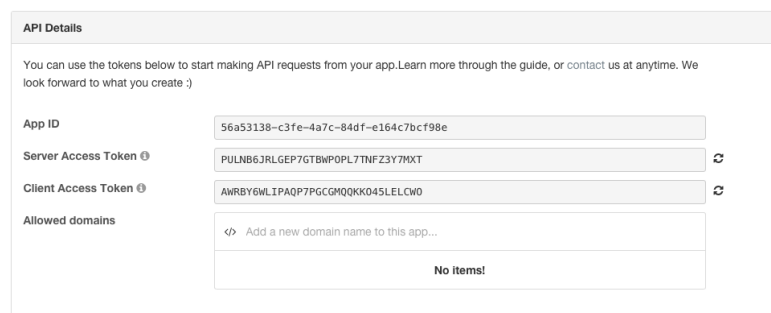 API Details
You can use the tokens below to start making API requests from your app.Learn more through the guide, or contact us at anytime. We
look forward to what you create :)
App ID
56a53138-c3fe-4a7c-84df-e164c7bcf98e
Server Access Token
PULNB6JRLGEP7GTBWPOPL7TNFZ3Y7MXT
Client Access Token
AWRBY6WLIPAQP7PGCGMQQKKO45LELCWO
Allowed domains
</> Add a new domain name to this app...
No items!